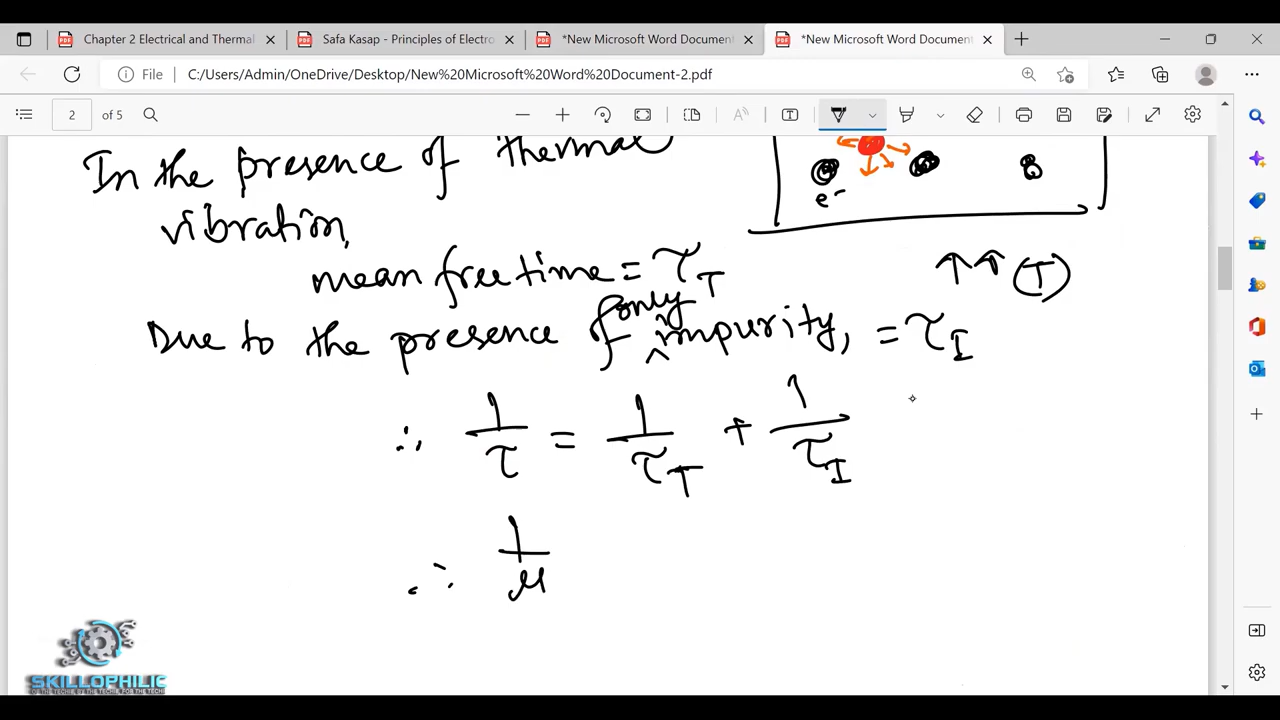 Chapter 2 Electrical and Thermal
Safa Kasap - Principles of Electro
*New Microsoft Word Document
*New Microsoft Word Document
File
C:/Users/Admin/OneDrive/Desktop/New%20Microsoft%20Word%20Document-2.pdf
2 of 5
In the presence of thermal
vibration,
mean free time = τ_T
e⁻
↑↑ (T)
Due to the presence of only impurity, = τ_I
∴ 1/τ = 1/τ_T + 1/τ_I
∴ 1/μ
SKILLOPHILIC